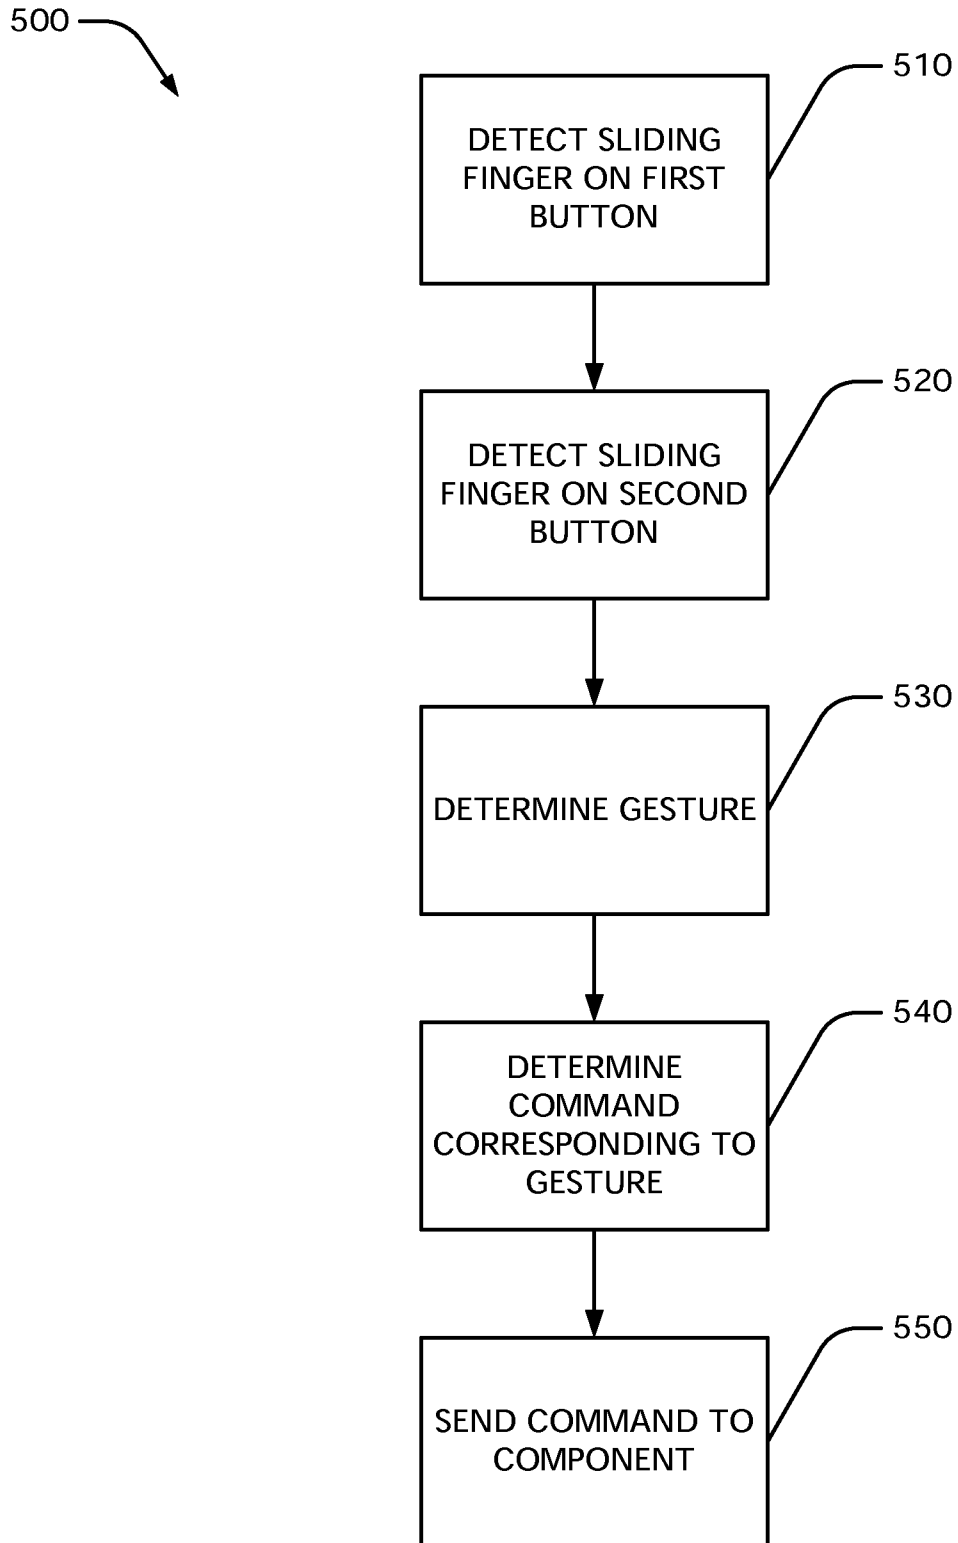 500
510
DETECT SLIDING
FINGER ON FIRST
BUTTON
520
DETECT SLIDING
FINGER ON SECOND
BUTTON
530
DETERMINE GESTURE
540
DETERMINE
COMMAND
CORRESPONDING TO
GESTURE
550
SEND COMMAND TO
COMPONENT